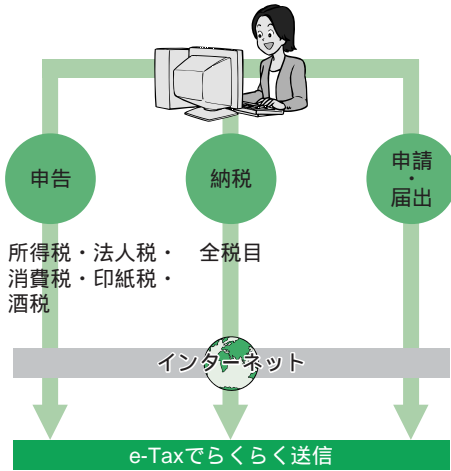 申告
納税
申請
・
届出
所得税・法人税・
消費税・印紙税・
酒税
全税目
インターネット
e-Taxでらくらく送信